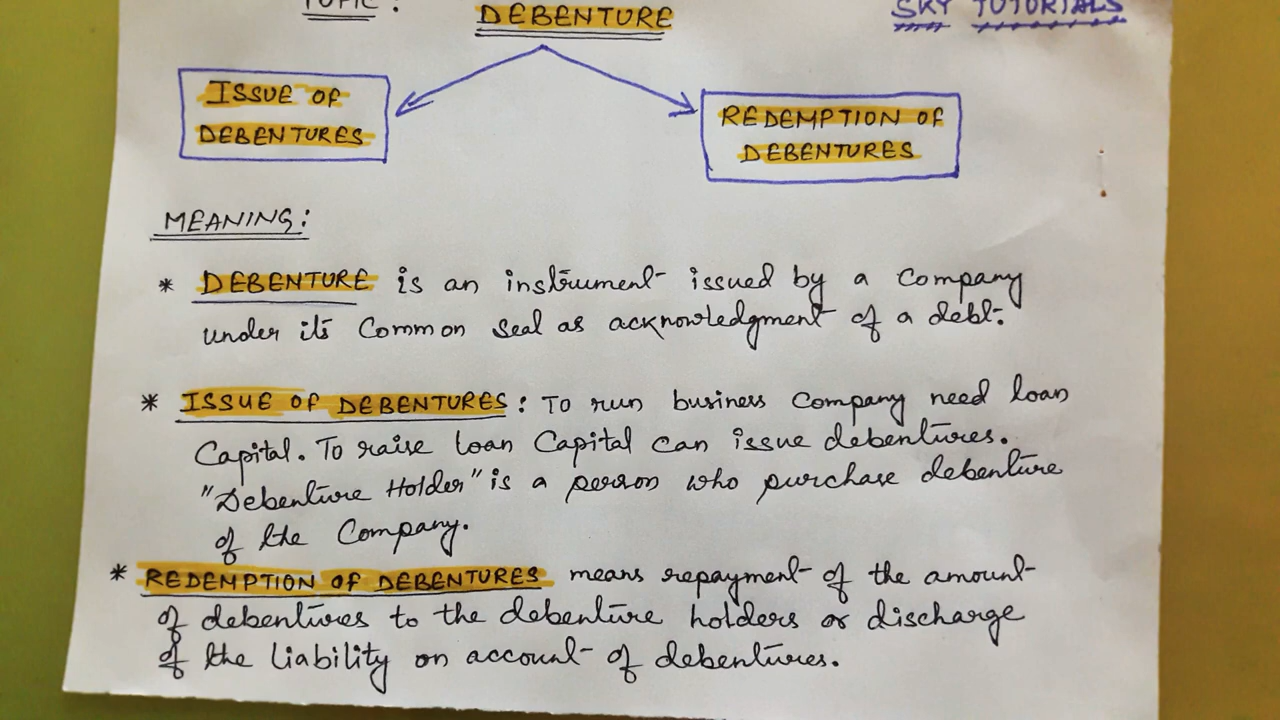 TOPIC :
DEBENTURE
SKY TUTORIALS
ISSUE OF
DEBENTURES
REDEMPTION OF
DEBENTURES
MEANING:
* DEBENTURE is an instrument issued by a Company
under its Common Seal as acknowledgment of a debt.
* ISSUE OF DEBENTURES : To run business Company need loan
Capital. To raise loan Capital can issue debentures.
"Debenture Holder" is a person who purchase debenture
of the Company.
* REDEMPTION OF DEBENTURES means repayment of the amount
of debentures to the debenture holders or discharge
of the liability on account of debentures.